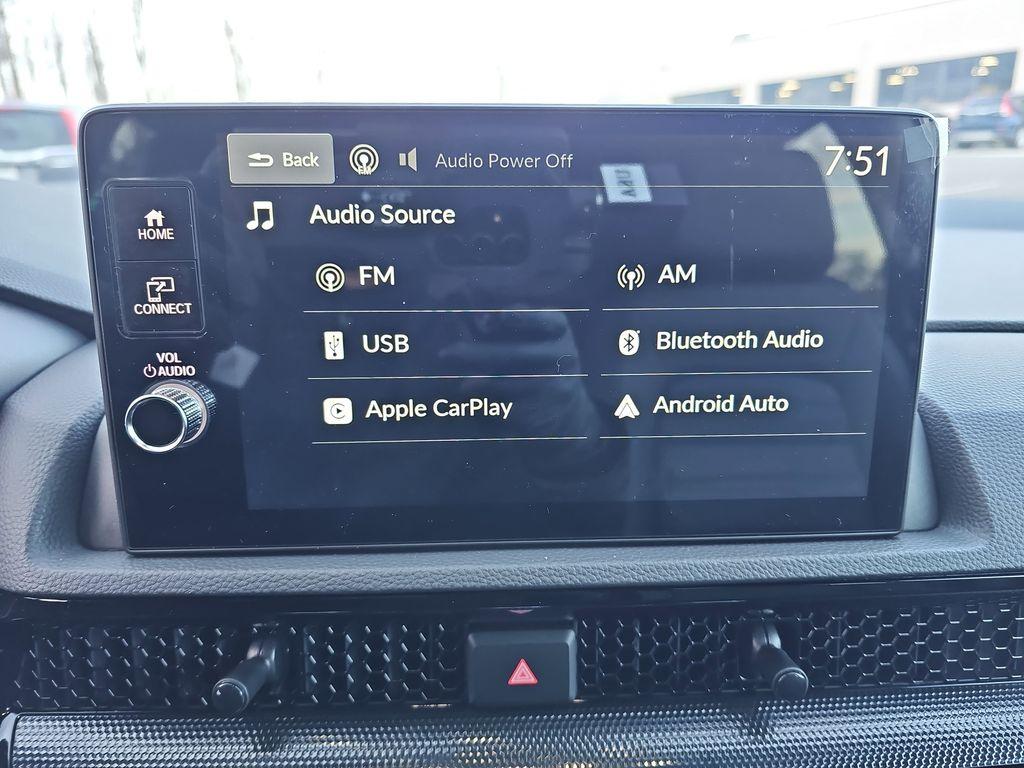 Back
FM
Audio Power Off
7:51
HOME
CONNECT
VOL
AUDIO
Audio Source
FM
AM
USB
Bluetooth Audio
Apple CarPlay
Android Auto